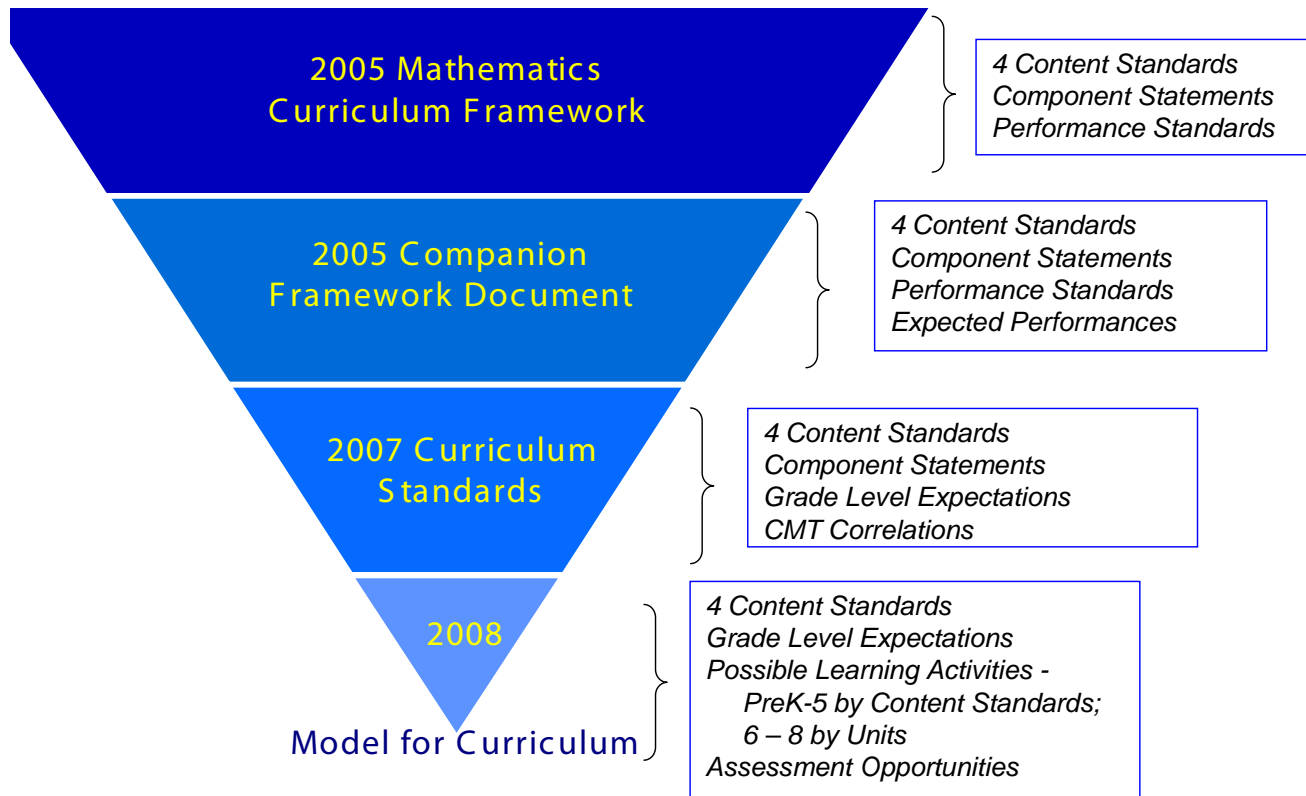 2005 Mathematics
Curriculum Framework
4 Content Standards
Component Statements
Performance Standards
2005 Companion
Framework Document
4 Content Standards
Component Statements
Performance Standards
Expected Performances
2007 Curriculum
Standards
4 Content Standards
Component Statements
Grade Level Expectations
CMT Correlations
2008
Model for Curriculum
4 Content Standards
Grade Level Expectations
Possible Learning Activities -
PreK-5 by Content Standards;
6 – 8 by Units
Assessment Opportunities